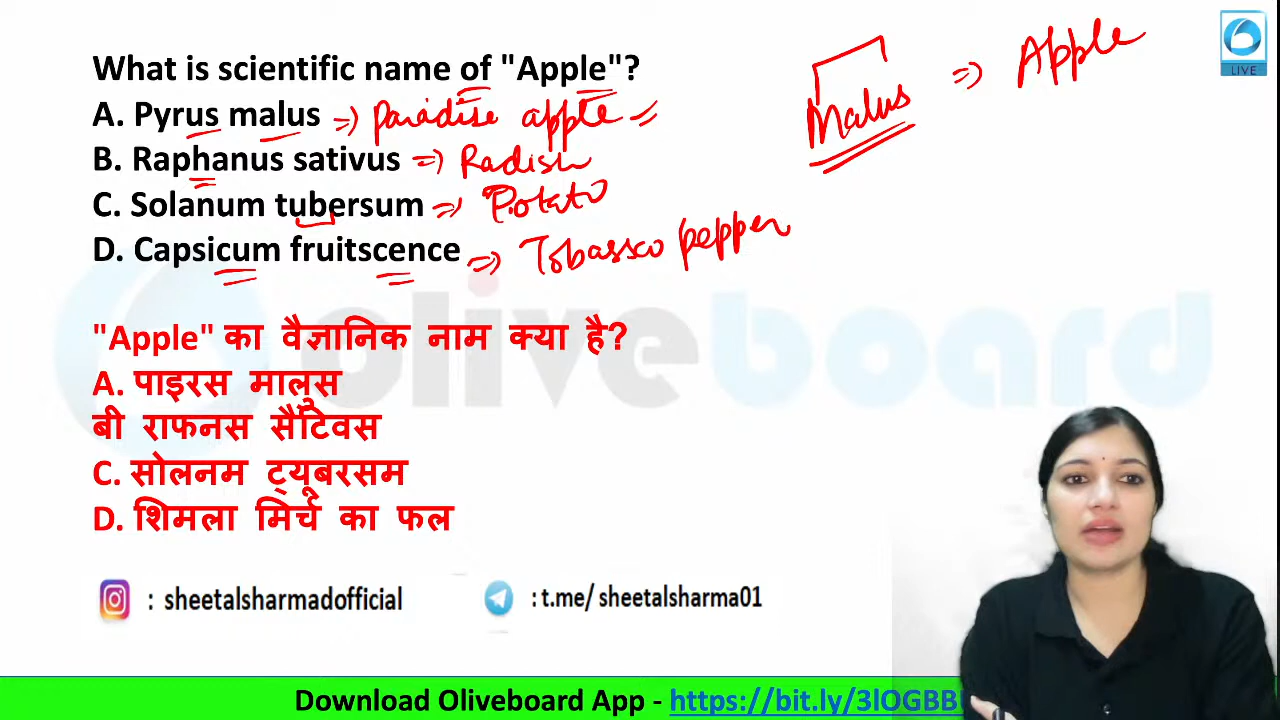 What is scientific name of "Apple"?
A. Pyrus malus => Paradise apple
B. Raphanus sativus => Radish
C. Solanum tubersum => Potato
D. Capsicum fruitscence => Tobassco pepper
Malus => Apple
LIVE
oliveboard
"Apple" का वैज्ञानिक नाम क्या है?
A. पाइरस मालुस
बी राफनस सैटिवस
C. सोलनम ट्यूबरसम
D. शिमला मिर्च का फल
: sheetalsharmadofficial
: t.me/ sheetalsharma01
Download Oliveboard App - https://bit.ly/3lOGBB